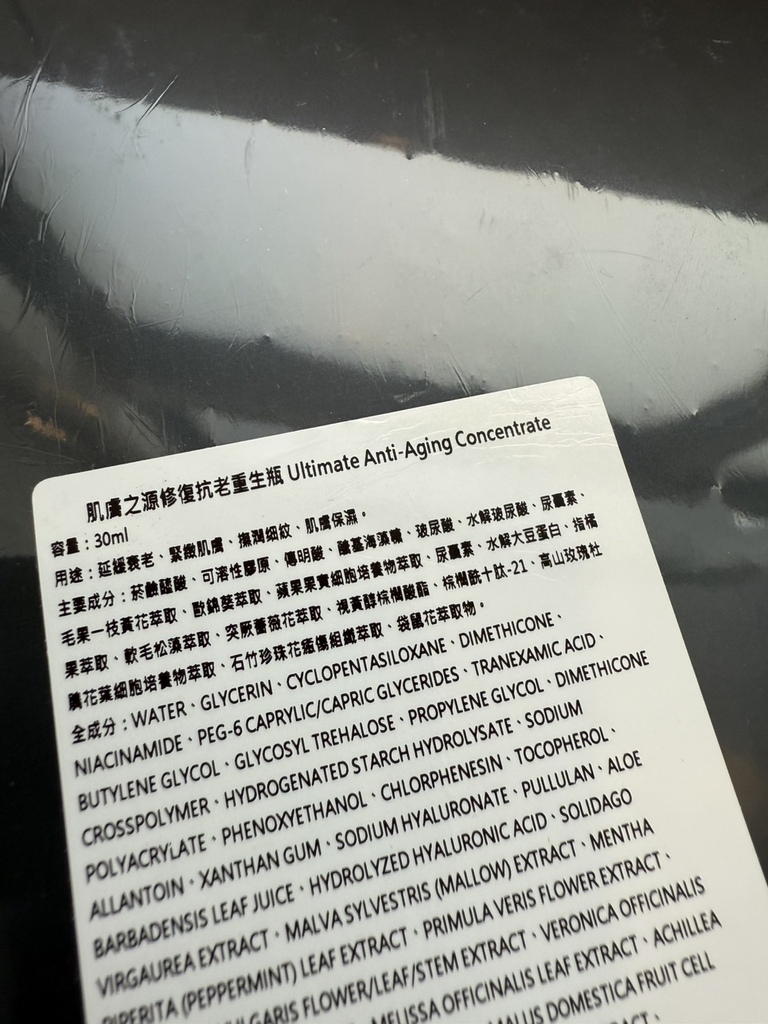 肌膚之源修復抗老重生瓶 Ultimate Anti-Aging Concentrate
容量：30ml
用途：延緩衰老、緊緻肌膚、撫潤細紋、肌膚保濕。
主要成分：菸鹼醯胺、可溶性膠原、傳明酸、醣基海藻糖、玻尿酸、水解玻尿酸、尿囊素、
毛果一枝黃花萃取、歐錦葵萃取、蘋果果實細胞培養物萃取、尿囊素、水解大豆蛋白、指橘
果萃取、軟毛松藻萃取、突厥薔薇花萃取、視黃醇棕櫚酸酯、棕櫚酰十肽-21、高山玫瑰杜
鵑花葉細胞培養物萃取、石竹珍珠花癒傷組織萃取、袋鼠花萃取物。
全成分：WATER、GLYCERIN、CYCLOPENTASILOXANE、DIMETHICONE、
NIACINAMIDE、PEG-6 CAPRYLIC/CAPRIC GLYCERIDES、TRANEXAMIC ACID、
BUTYLENE GLYCOL、GLYCOSYL TREHALOSE、PROPYLENE GLYCOL、DIMETHICONE
CROSSPOLYMER、HYDROGENATED STARCH HYDROLYSATE、SODIUM
POLYACRYLATE、PHENOXYETHANOL、CHLORPHENESIN、TOCOPHEROL、
ALLANTOIN、XANTHAN GUM、SODIUM HYALURONATE、PULLULAN、ALOE
BARBADENSIS LEAF JUICE、HYDROLYZED HYALURONIC ACID、SOLIDAGO
VIRGAUREA EXTRACT、MALVA SYLVESTRIS (MALLOW) EXTRACT、MENTHA
PIPERITA (PEPPERMINT) LEAF EXTRACT、PRIMULA VERIS FLOWER EXTRACT、
VULGARIS FLOWER/LEAF/STEM EXTRACT、VERONICA OFFICINALIS
MELISSA OFFICINALIS LEAF EXTRACT、ACHILLEA
MALUS DOMESTICA FRUIT CELL